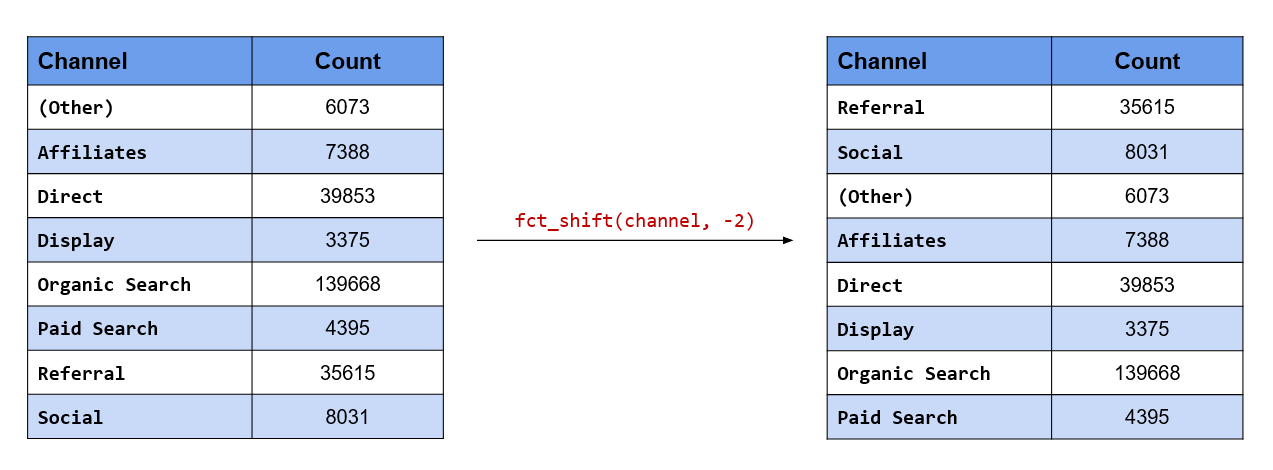 Channel Count
(Other) 6073
Affiliates 7388
Direct 39853
Display 3375
Organic Search 139668
Paid Search 4395
Referral 35615
Social 8031
fct_shift(channel, -2)
Channel Count
Referral 35615
Social 8031
(Other) 6073
Affiliates 7388
Direct 39853
Display 3375
Organic Search 139668
Paid Search 4395